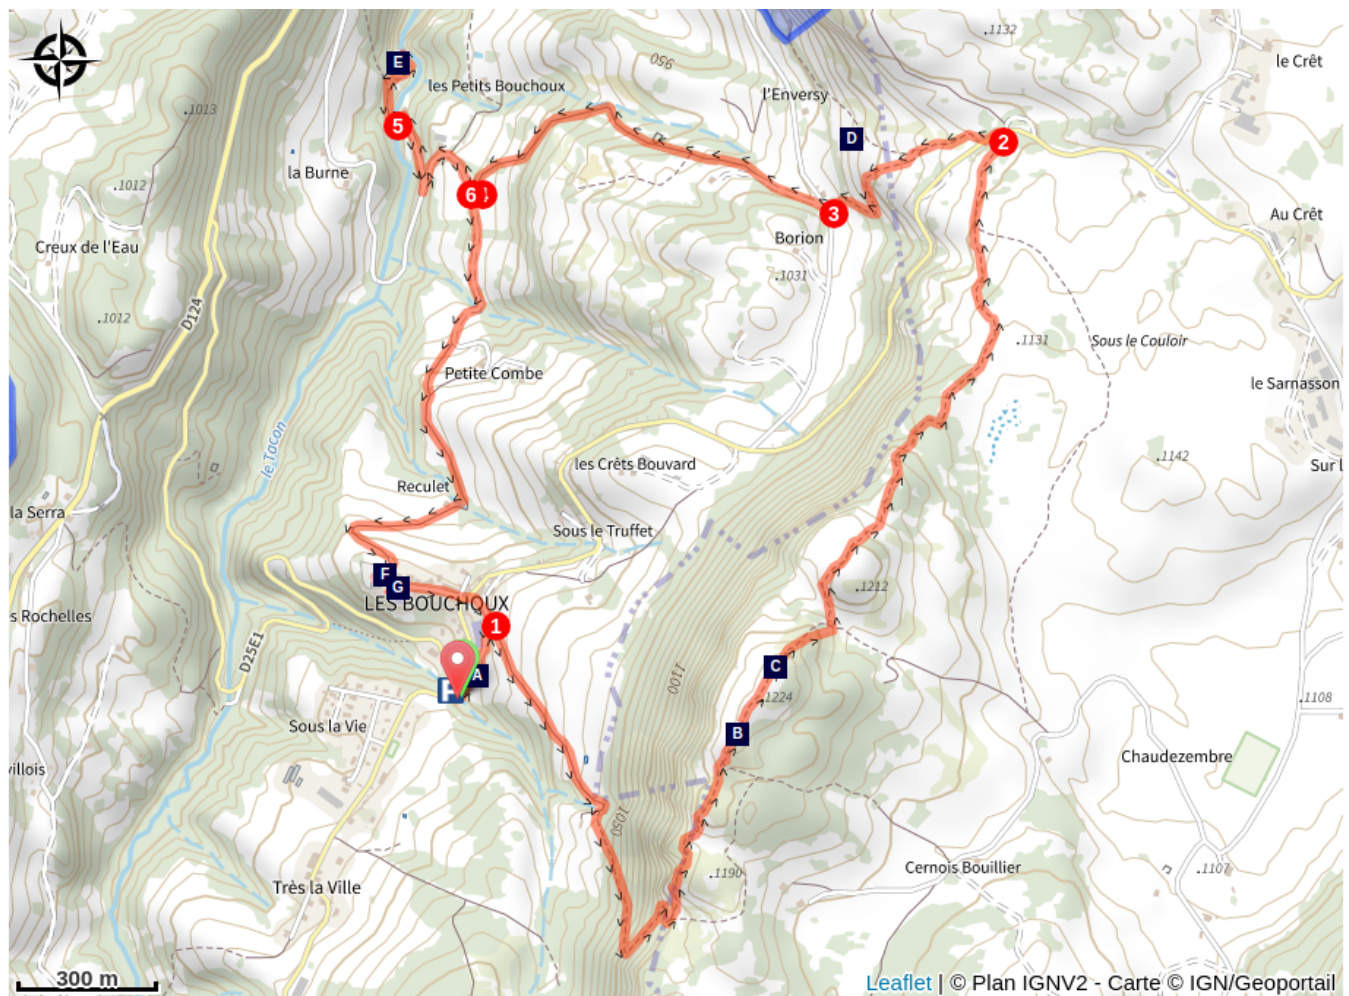 .1132
le Crêt
950
E
les Petits Bouchoux
l'Enversy
.1013
5
D
2
la Burne
.1012
6
3
Au Crêt
Creux de l'Eau
Borion
.1031
D124
.1012
.1131
Sous le Couloir
Petite Combe
le Sarnasson
le Tacon
.1142
les Crêts Bouvard
Sur l
Reculet
la Serra
Sous le Truffet
F
G
.1212
LES BOUCHOUX
s Rochelles
1
D25E1
C
A
1100
.1224
.1108
Sous la Vie
B
Chaudezembre
villois
1050
Cernois Bouillier
.1107
.1190
Très la Ville
300 m
Leaflet | © Plan IGNV2 - Carte © IGN/Geoportail